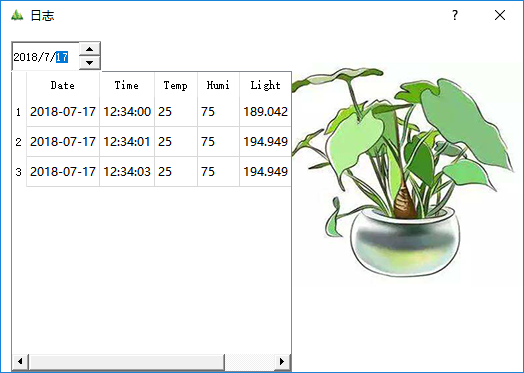 日志
2018/7/17
Date Time Temp Humi Light
1 2018-07-17 12:34:00 25 75 189.042
2 2018-07-17 12:34:01 25 75 194.949
3 2018-07-17 12:34:03 25 75 194.949